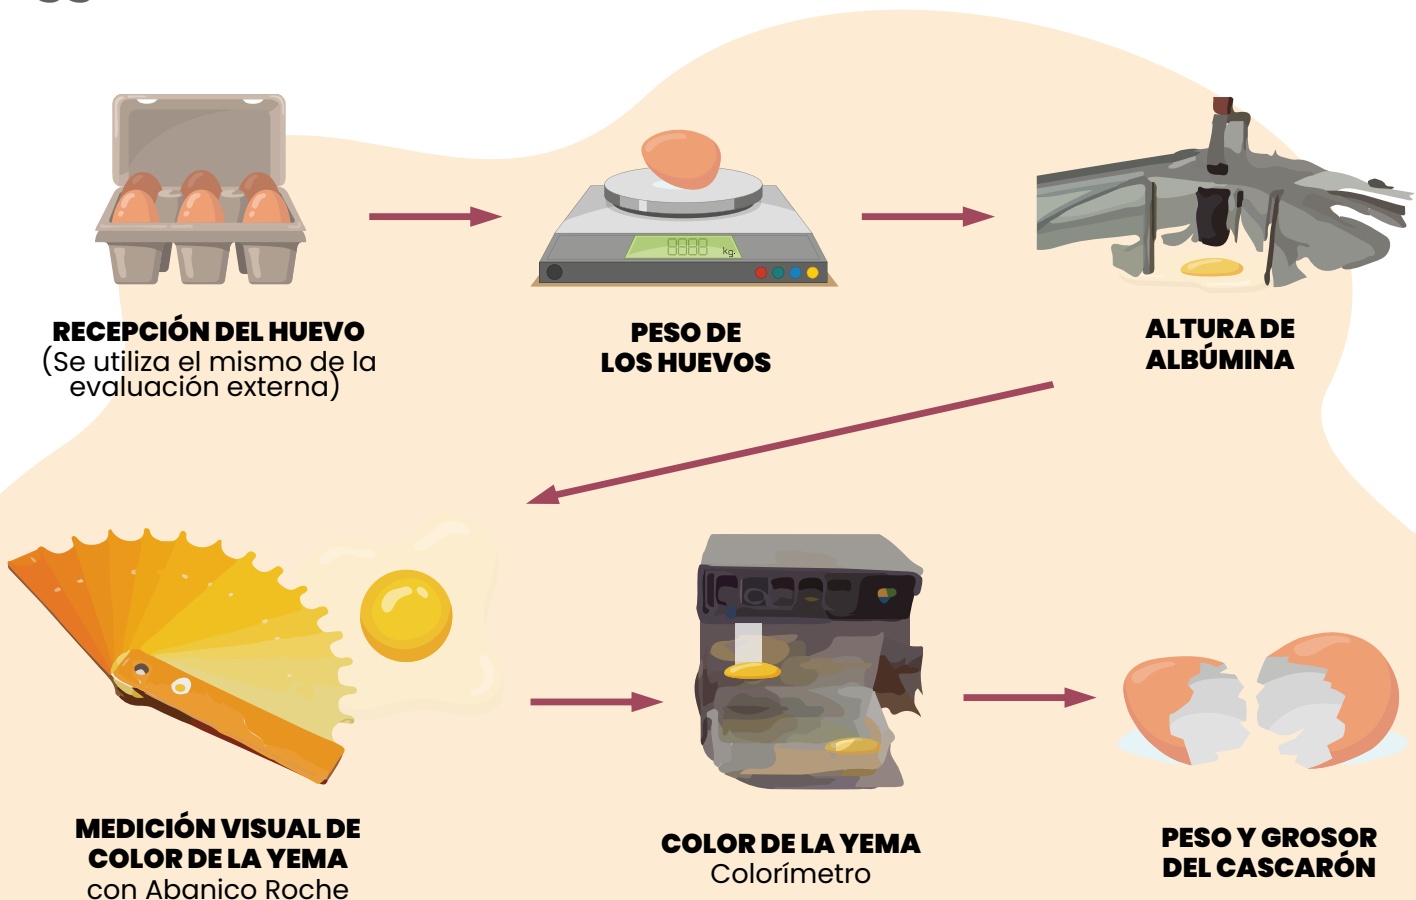 RECEPCIÓN DEL HUEVO
(Se utiliza el mismo de la
evaluación externa)
kg.
PESO DE
LOS HUEVOS
ALTURA DE
ALBÚMINA
MEDICIÓN VISUAL DE
COLOR DE LA YEMA
con Abanico Roche
COLOR DE LA YEMA
Colorímetro
PESO Y GROSOR
DEL CASCARÓN